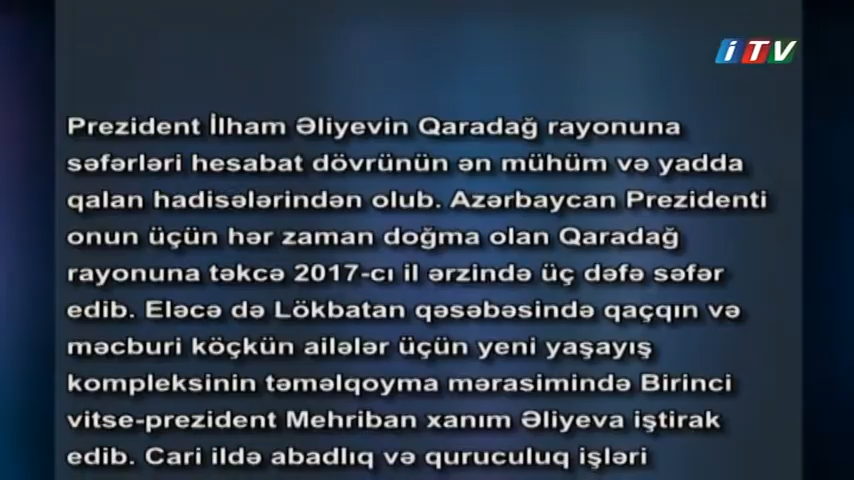 iTV
Prezident İlham Əliyevin Qaradağ rayonuna
səfərləri hesabat dövrünün ən mühüm və yadda
qalan hadisələrindən olub. Azərbaycan Prezidenti
onun üçün hər zaman doğma olan Qaradağ
rayonuna təkcə 2017-cı il ərzində üç dəfə səfər
edib. Eləcə də Lökbatan qəsəbəsində qaçqın və
məcburi köçkün ailələr üçün yeni yaşayış
kompleksinin təməlqoyma mərasimində Birinci
vitse-prezident Mehriban xanım Əliyeva iştirak
edib. Cari ildə abadlıq və quruculuq işləri